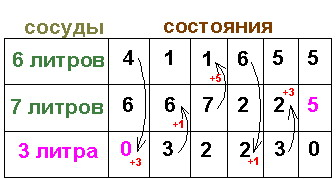 сосуды состояния
6 литров 4 1 1 6 5 5
+5 +3
7 литров 6 6 7 2 2 5
+1
3 литра 0 3 2 2 3 0
+3 +1